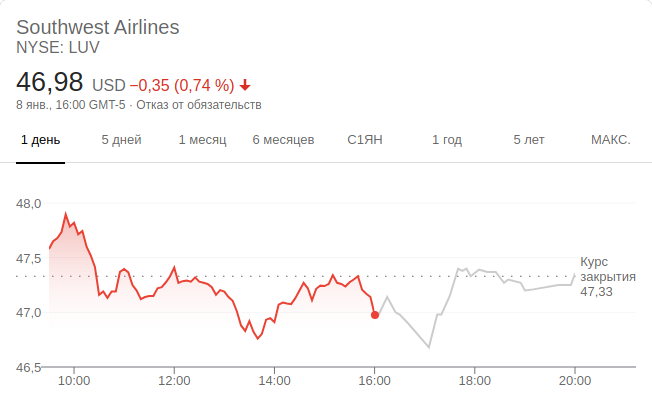 Southwest Airlines
NYSE: LUV
46,98 USD −0,35 (0,74 %)
8 янв., 16:00 GMT-5 · Отказ от обязательств
1 день 5 дней 1 месяц 6 месяцев С1ЯН 1 год 5 лет МАКС.
48,0
47,5
47,0
46,5
Курс
закрытия
47,33
10:00 12:00 14:00 16:00 18:00 20:00